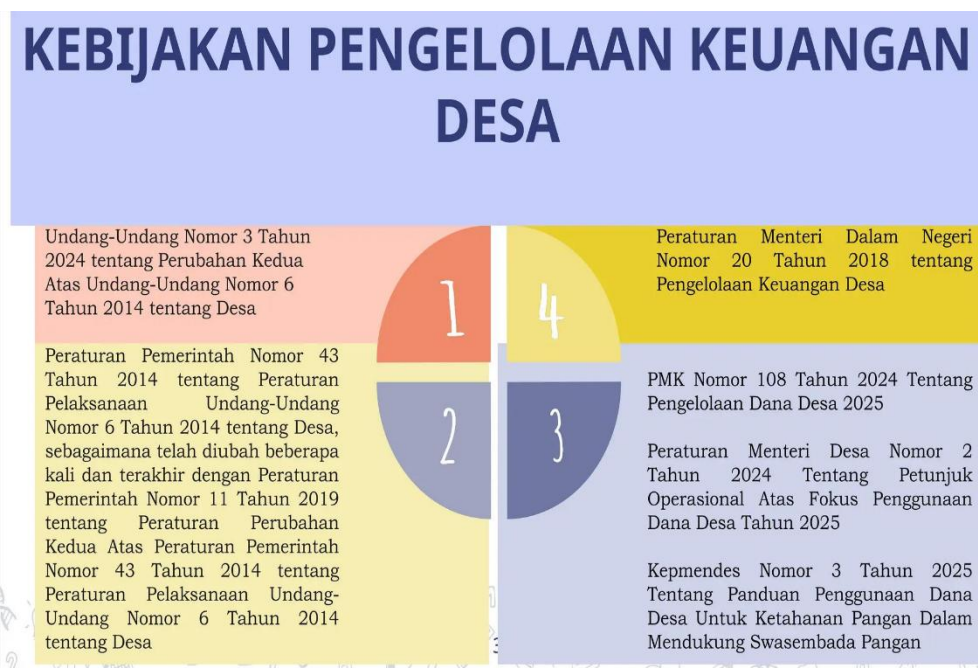 KEBIJAKAN PENGELOLAAN KEUANGAN
DESA
Undang-Undang Nomor 3 Tahun
2024 tentang Perubahan Kedua
Atas Undang-Undang Nomor 6
Tahun 2014 tentang Desa
1
Peraturan Pemerintah Nomor 43
Tahun 2014 tentang Peraturan
Pelaksanaan Undang-Undang
Nomor 6 Tahun 2014 tentang Desa,
sebagaimana telah diubah beberapa
kali dan terakhir dengan Peraturan
Pemerintah Nomor 11 Tahun 2019
tentang Peraturan Perubahan
Kedua Atas Peraturan Pemerintah
Nomor 43 Tahun 2014 tentang
Peraturan Pelaksanaan Undang-
Undang Nomor 6 Tahun 2014
tentang Desa
2
4
Peraturan Menteri Dalam Negeri
Nomor 20 Tahun 2018 tentang
Pengelolaan Keuangan Desa
3
PMK Nomor 108 Tahun 2024 Tentang
Pengelolaan Dana Desa 2025
Peraturan Menteri Desa Nomor 2
Tahun 2024 Tentang Petunjuk
Operasional Atas Fokus Penggunaan
Dana Desa Tahun 2025
Kepmendes Nomor 3 Tahun 2025
Tentang Panduan Penggunaan Dana
Desa Untuk Ketahanan Pangan Dalam
Mendukung Swasembada Pangan